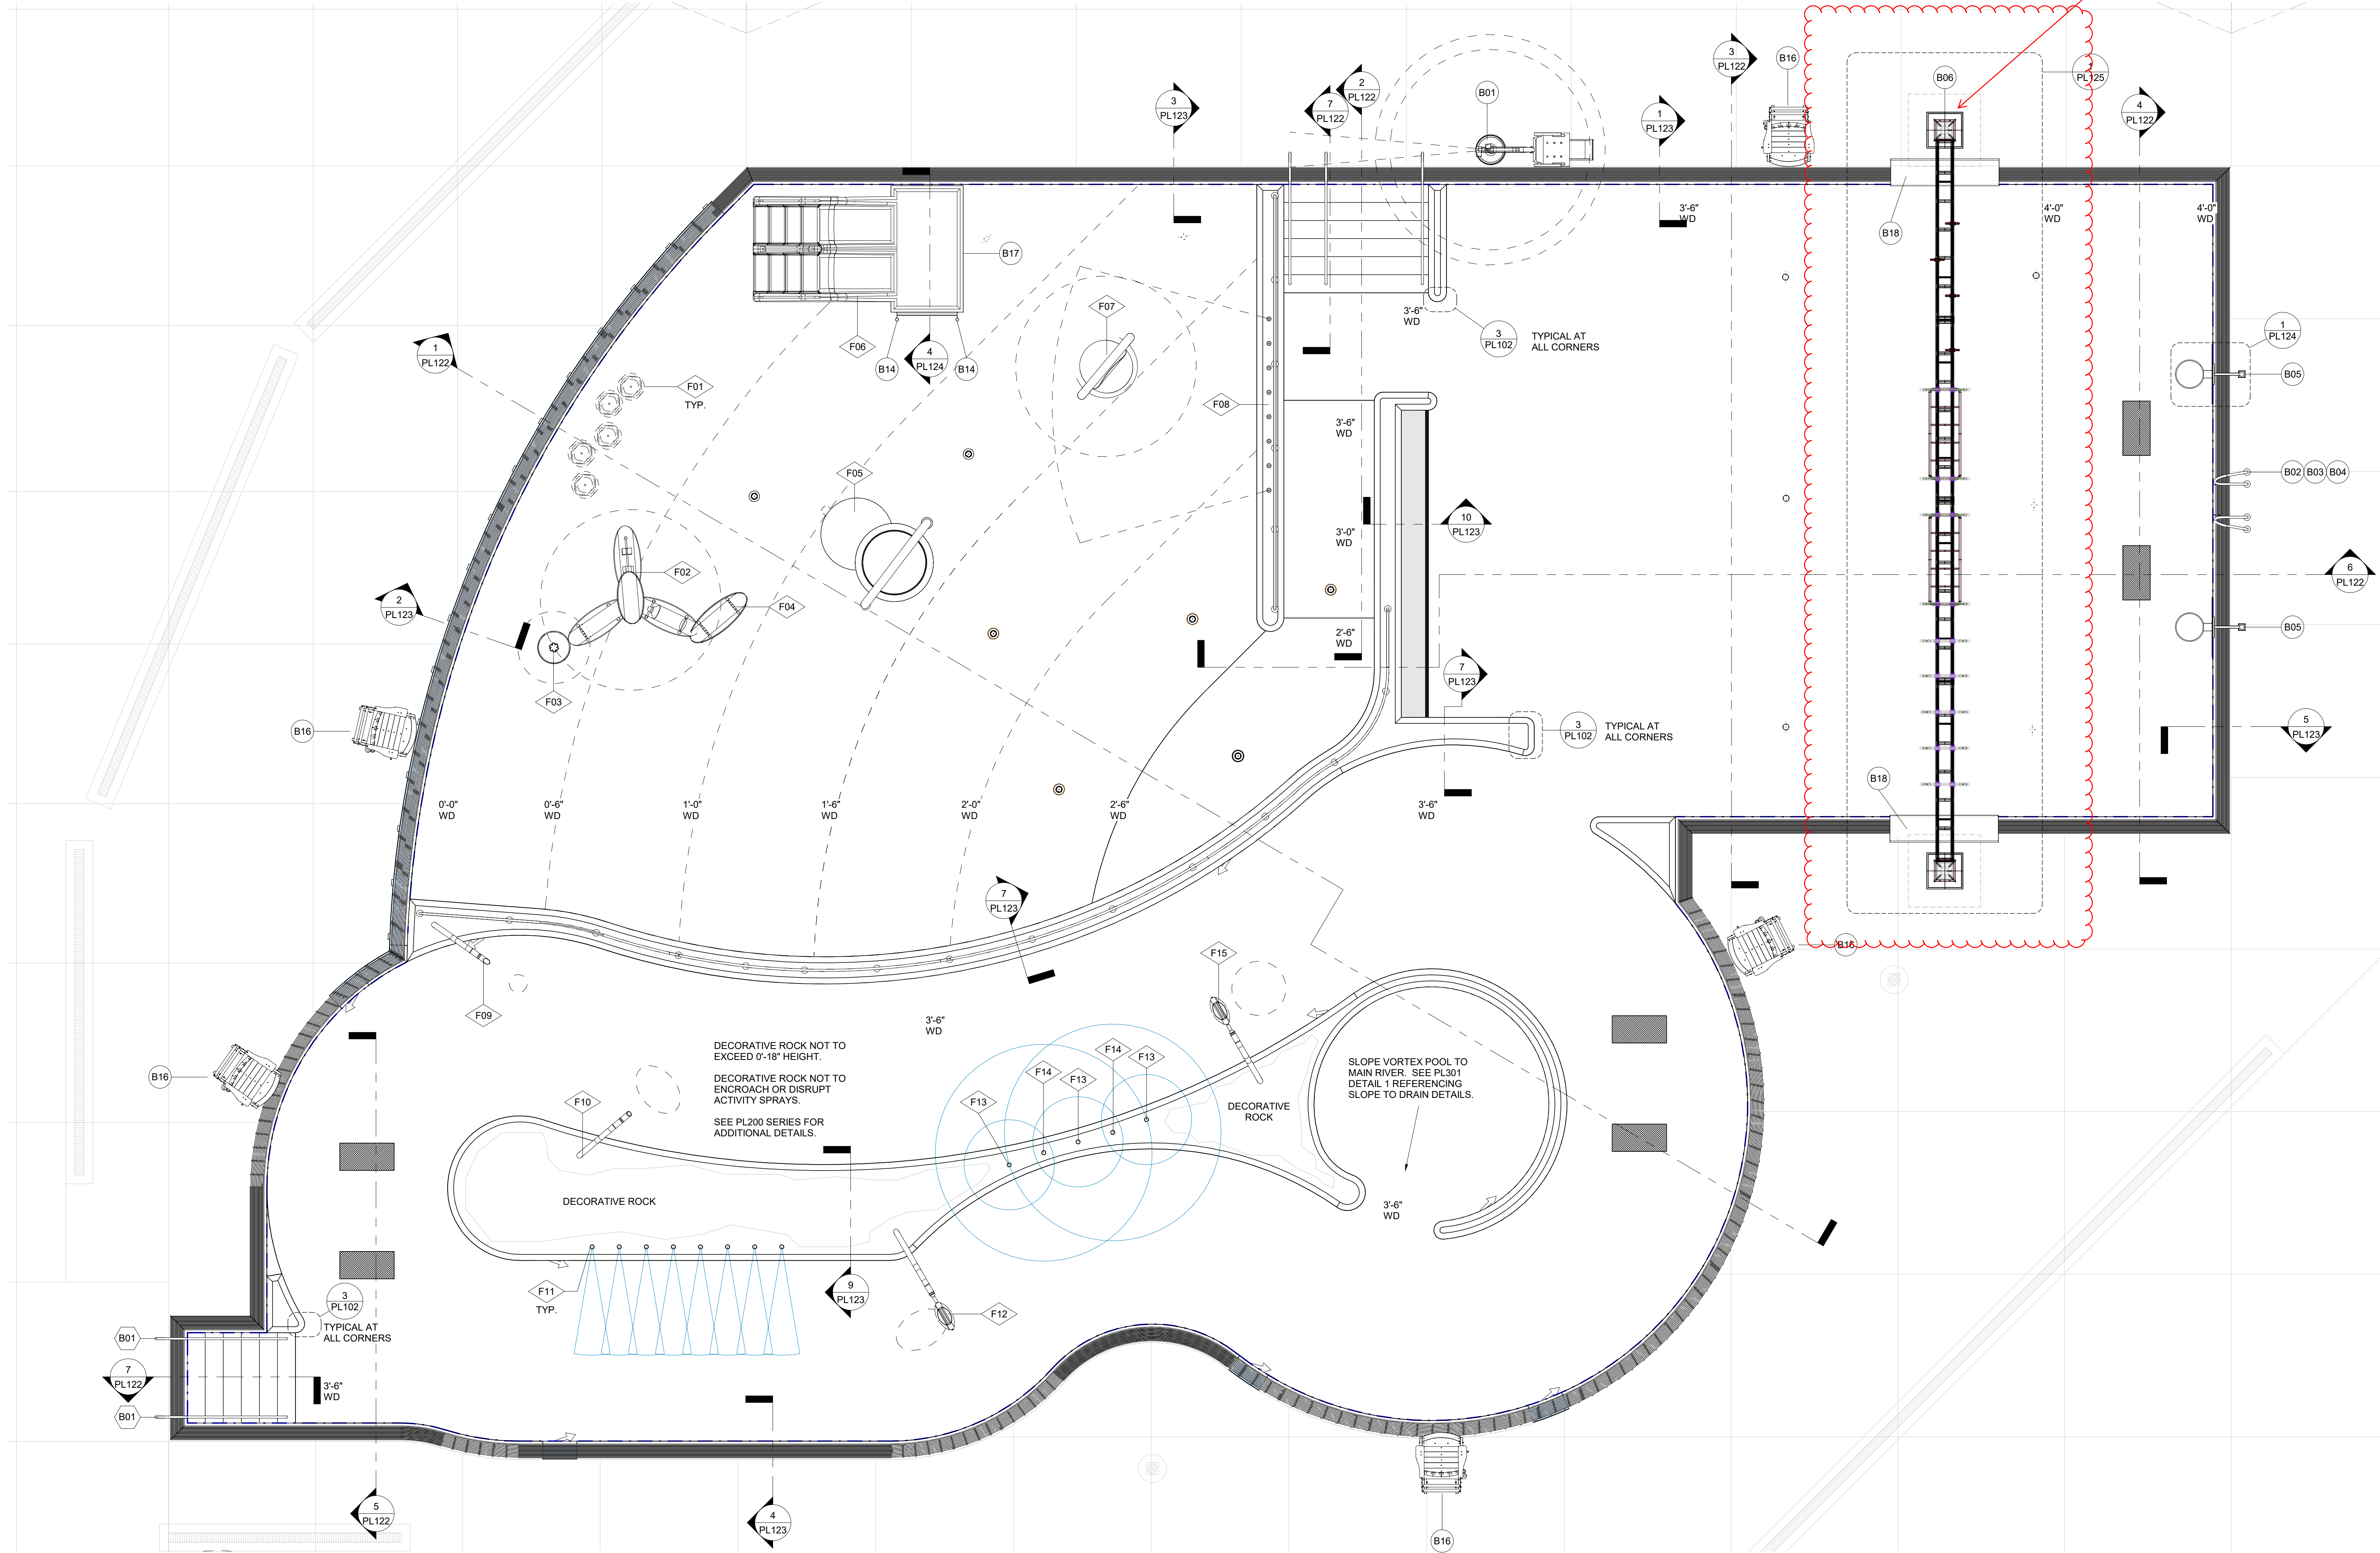 3
PL122
B16
B06
1
PL125
2
PL122
7
PL122
3
PL123
B01
1
PL123
4
PL122
3'-6"
WD
4'-0"
WD
4'-0"
WD
B18
B17
F07
3'-6"
WD
3
PL102
TYPICAL AT
ALL CORNERS
1
PL124
B05
1
PL122
F06
B14
4
PL124
B14
F01
TYP.
F08
3'-6"
WD
F05
B02
B03
B04
10
PL123
3'-0"
WD
6
PL122
F02
2
PL123
F04
B05
2'-6"
WD
7
PL123
F03
B16
3
PL102
TYPICAL AT
ALL CORNERS
5
PL123
B18
0'-0"
WD
0'-6"
WD
1'-0"
WD
1'-6"
WD
2'-0"
WD
2'-6"
WD
3'-6"
WD
7
PL123
B16
F15
F09
3'-6"
WD
DECORATIVE ROCK NOT TO
EXCEED 0'-18" HEIGHT.
DECORATIVE ROCK NOT TO
ENCROACH OR DISRUPT
ACTIVITY SPRAYS.
SEE PL200 SERIES FOR
ADDITIONAL DETAILS.
F14
F13
F14
F13
F13
SLOPE VORTEX POOL TO
MAIN RIVER.  SEE PL301
DETAIL 1 REFERENCING
SLOPE TO DRAIN DETAILS.
B16
F10
DECORATIVE
ROCK
DECORATIVE ROCK
3'-6"
WD
F11
TYP.
9
PL123
F12
3
PL102
TYPICAL AT
ALL CORNERS
B01
7
PL122
B01
3'-6"
WD
5
PL122
4
PL123
B16